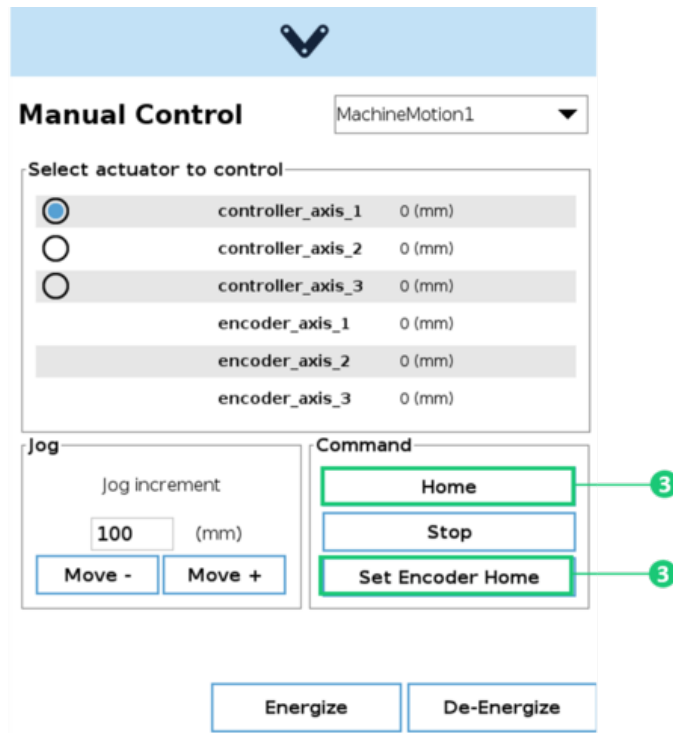 Manual Control
MachineMotion1
Select actuator to control
controller_axis_1 0 (mm)
controller_axis_2 0 (mm)
controller_axis_3 0 (mm)
encoder_axis_1 0 (mm)
encoder_axis_2 0 (mm)
encoder_axis_3 0 (mm)
Jog
Jog increment
100 (mm)
Move - Move +
Command
Home 3
Stop
Set Encoder Home 3
Energize De-Energize